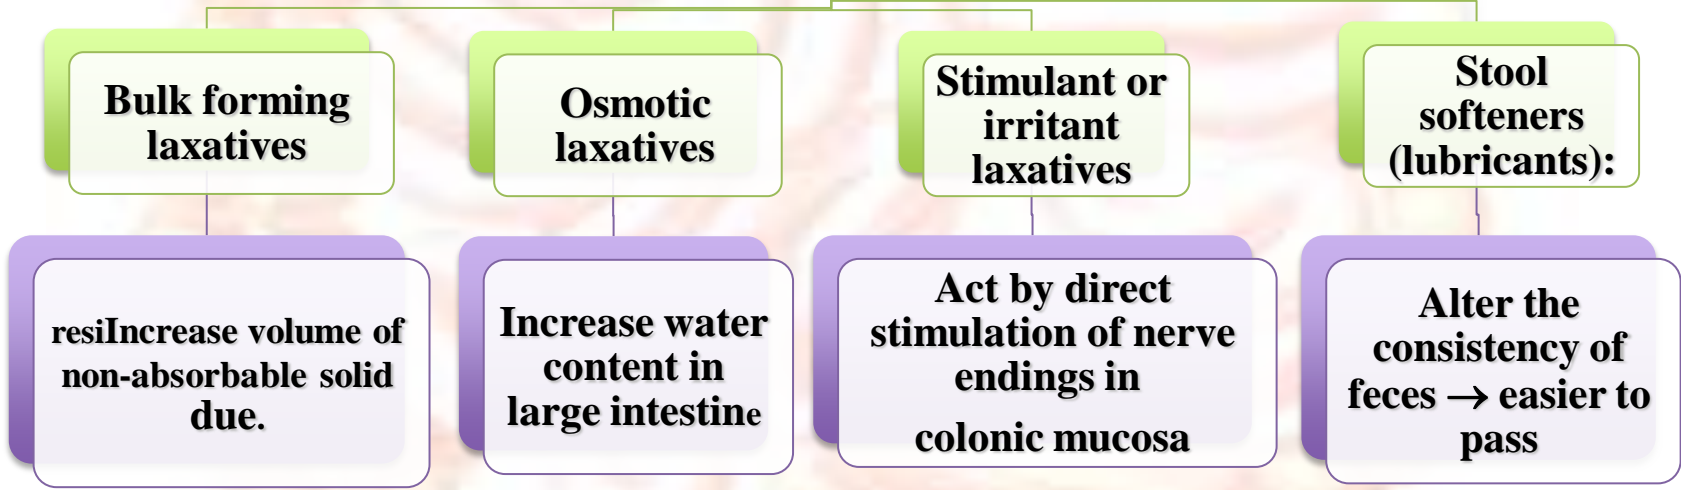 Bulk forming
laxatives
Osmotic
laxatives
Stimulant or
irritant
laxatives
Stool
softeners
(lubricants):
resiIncrease volume of
non-absorbable solid
due.
Increase water
content in
large intestine
Act by direct
stimulation of nerve
endings in
colonic mucosa
Alter the
consistency of
feces → easier to
pass